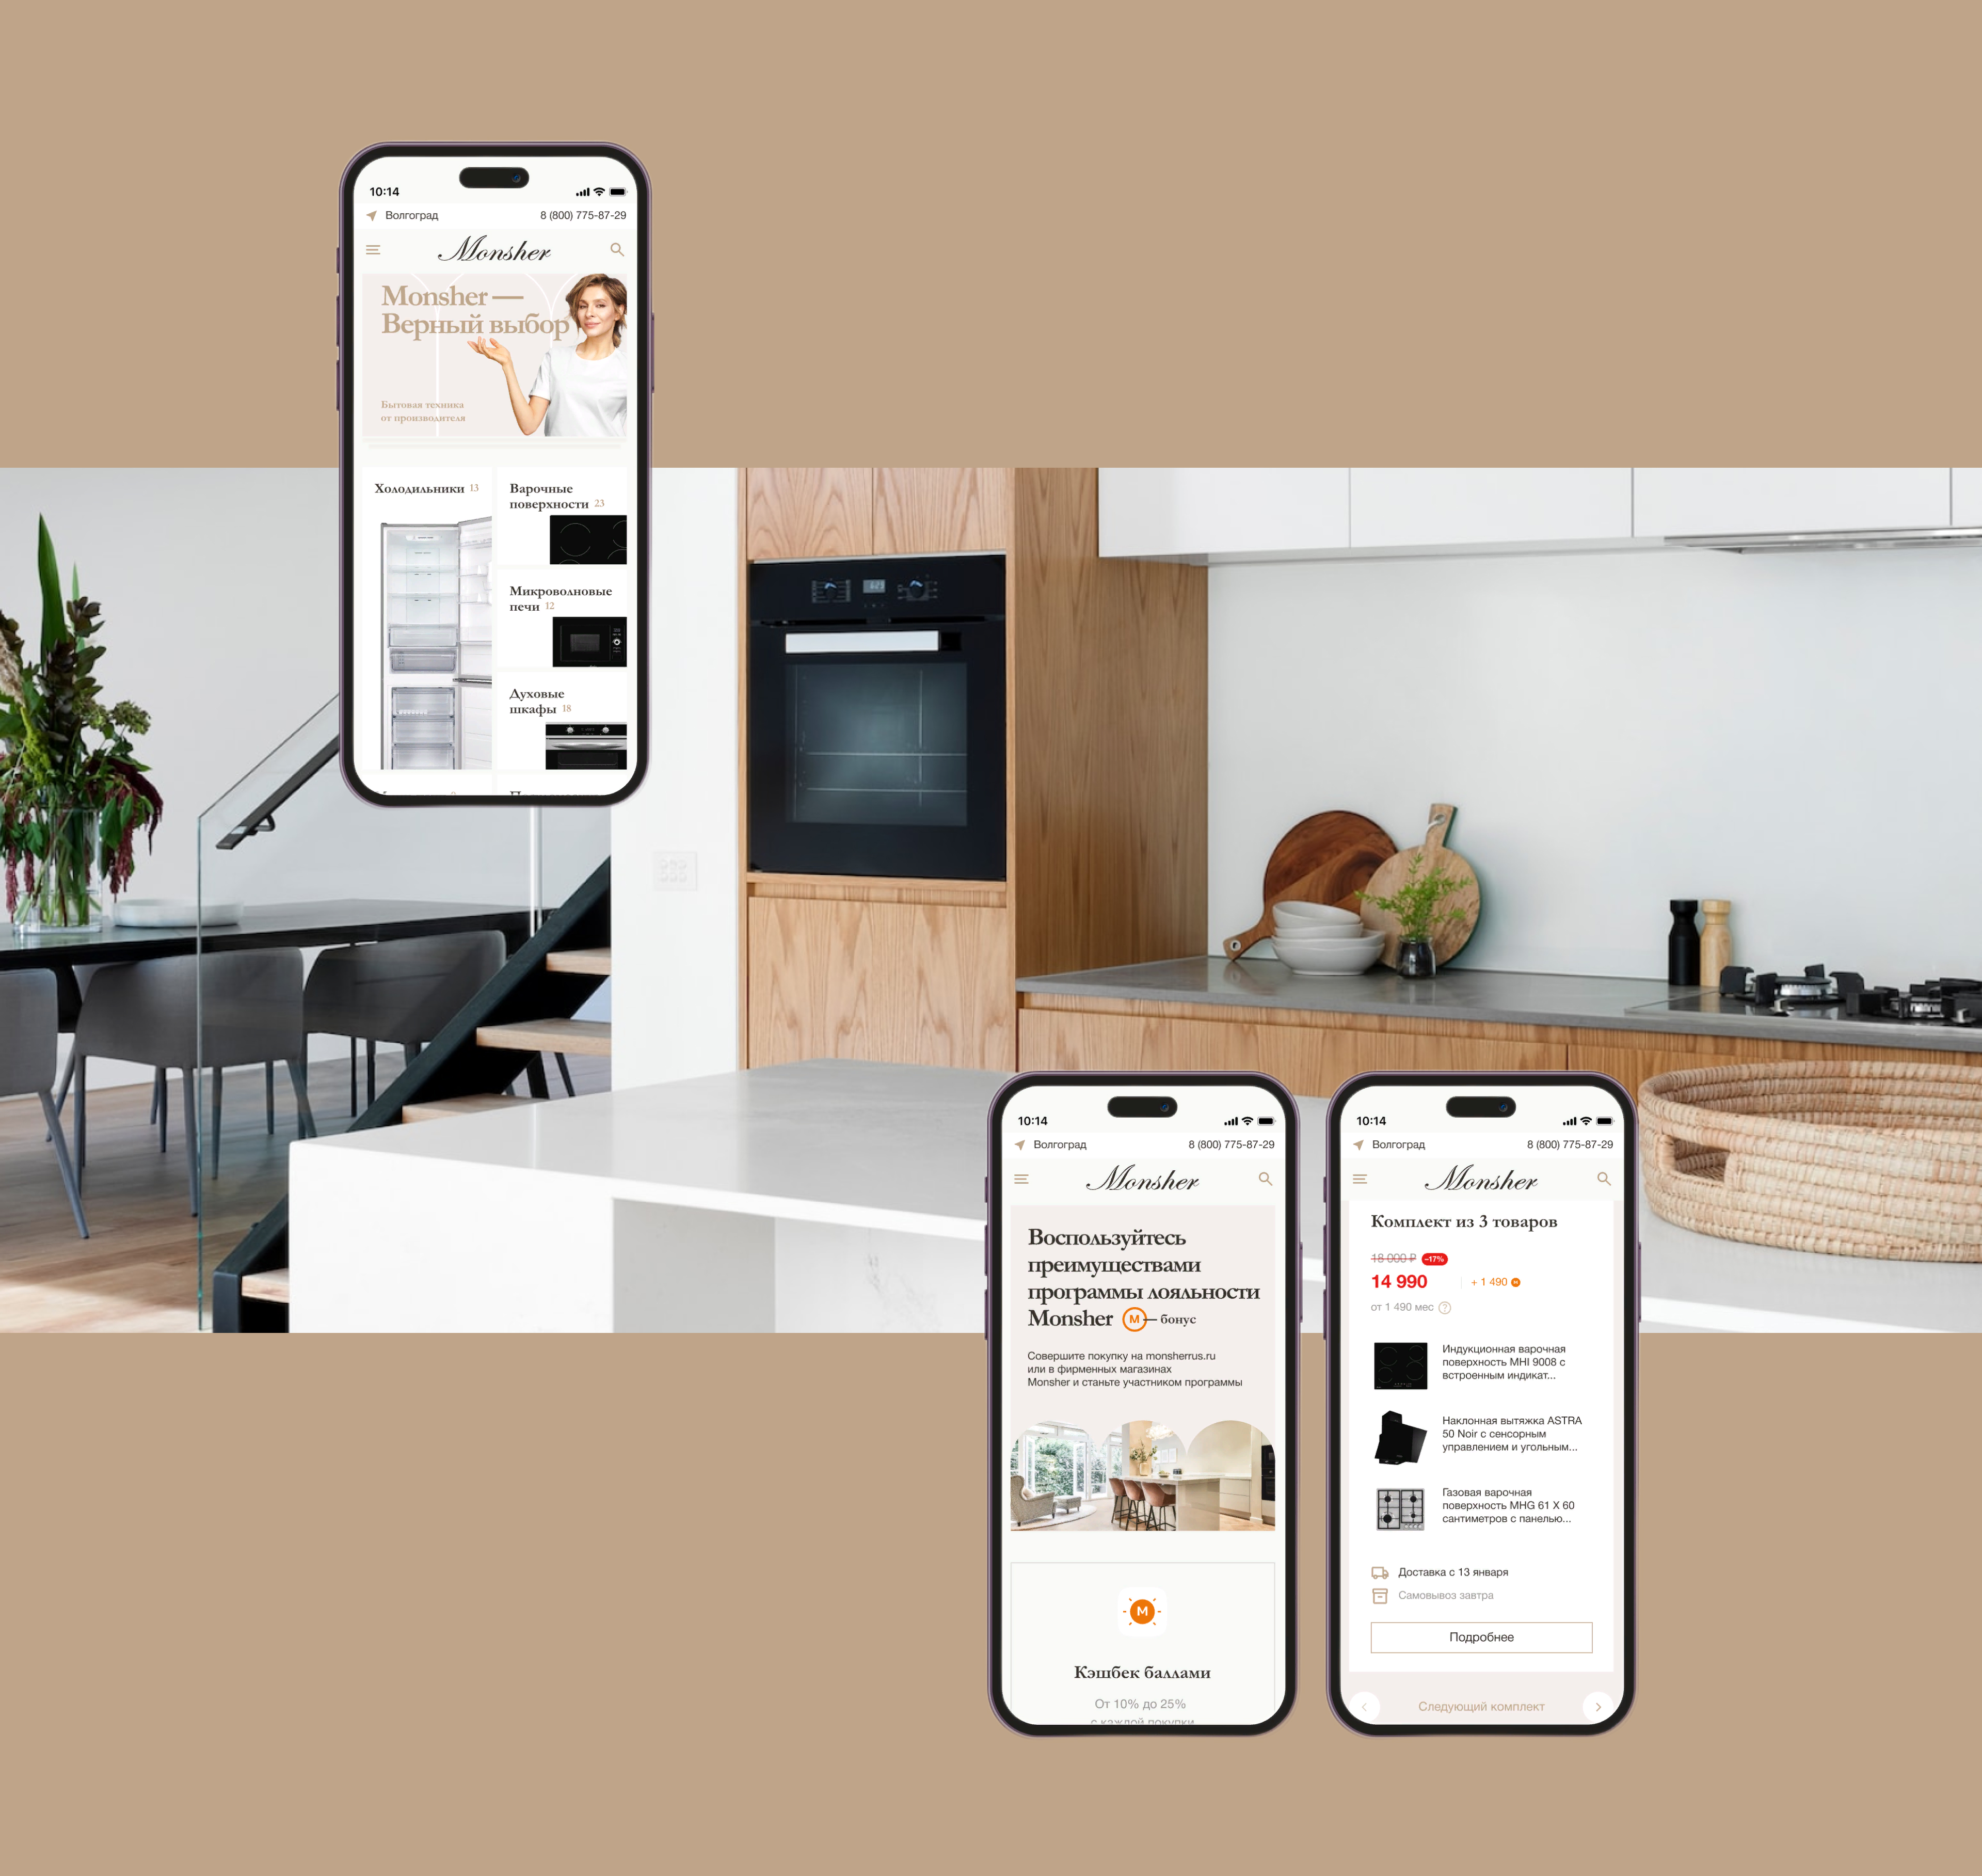 10:14
Волгоград
8 (800) 775-87-29
Monsher
Monsher —
Верный выбор
Бытовая техника
от производителя
Холодильники 13
Варочные
поверхности 23
Микроволновые
печи 12
Духовые
шкафы 18
10:14
Волгоград
8 (800) 775-87-29
Monsher
Воспользуйтесь
преимуществами
программы лояльности
Monsher M — бонус
Совершите покупку на monsherrus.ru
или в фирменных магазинах
Monsher и станьте участником программы
M
Кэшбек баллами
От 10% до 25%
с каждой покупки
10:14
Волгоград
8 (800) 775-87-29
Monsher
Комплект из 3 товаров
18 000 ₽ -17%
14 990 + 1 490 M
от 1 490 мес ?
Индукционная варочная
поверхность MHI 9008 с
встроенным индикат...
Наклонная вытяжка ASTRA
50 Noir с сенсорным
управлением и угольным...
Газовая варочная
поверхность MHG 61 X 60
сантиметров с панелью...
Доставка с 13 января
Самовывоз завтра
Подробнее
Следующий комплект